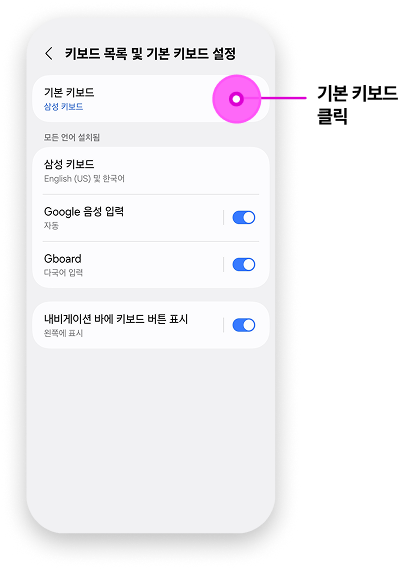 키보드 목록 및 기본 키보드 설정
기본 키보드
삼성 키보드
기본 키보드
클릭
모든 언어 설치됨
삼성 키보드
English (US) 및 한국어
Google 음성 입력
자동
Gboard
다국어 입력
내비게이션 바에 키보드 버튼 표시
왼쪽에 표시